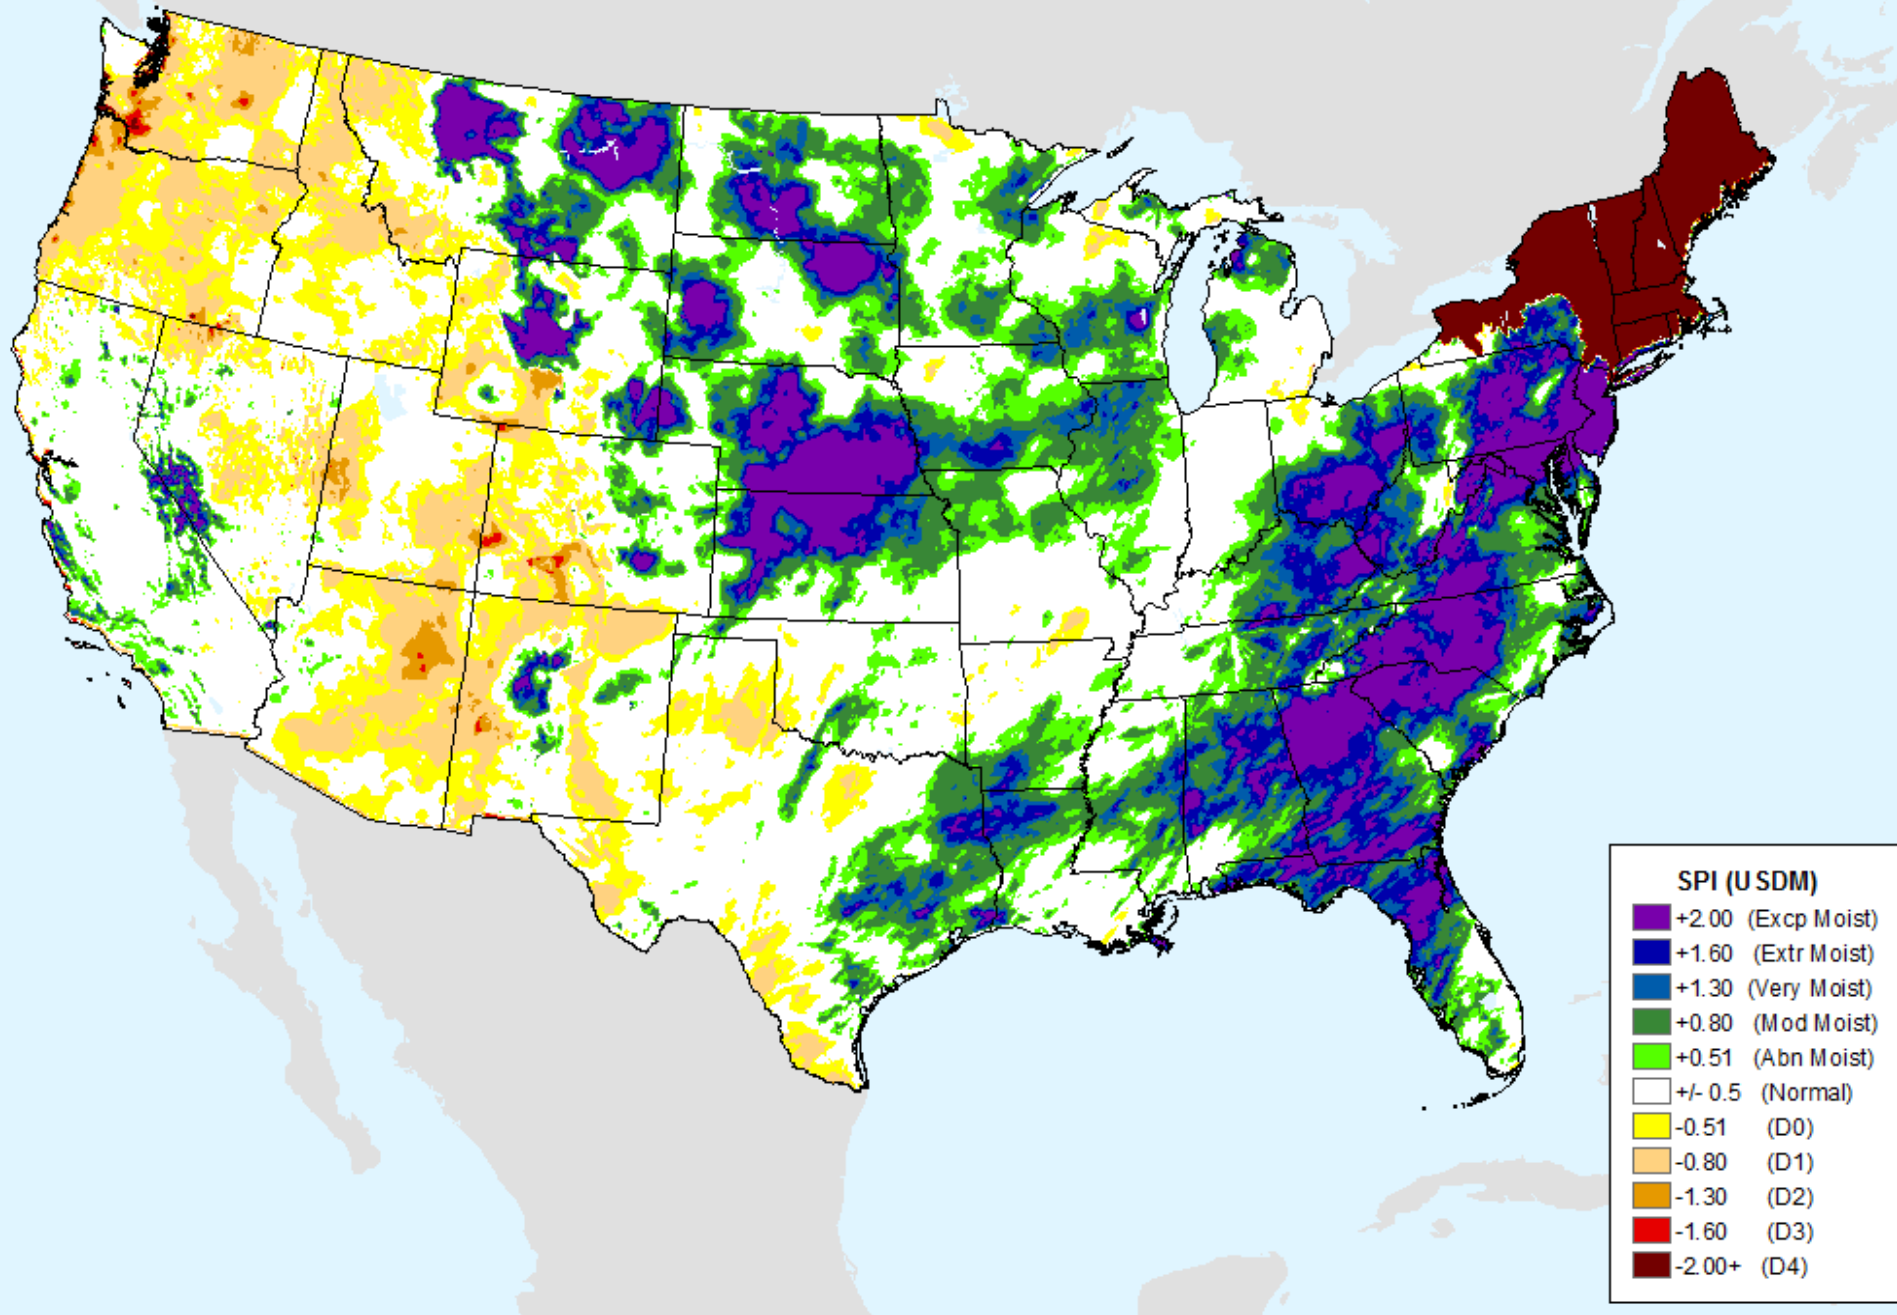 SPI (USDM)
+2.00 (Excp Moist)
+1.60 (Extr Moist)
+1.30 (Very Moist)
+0.80 (Mod Moist)
+0.51 (Abn Moist)
+/- 0.5 (Normal)
-0.51 (D0)
-0.80 (D1)
-1.30 (D2)
-1.60 (D3)
-2.00+ (D4)